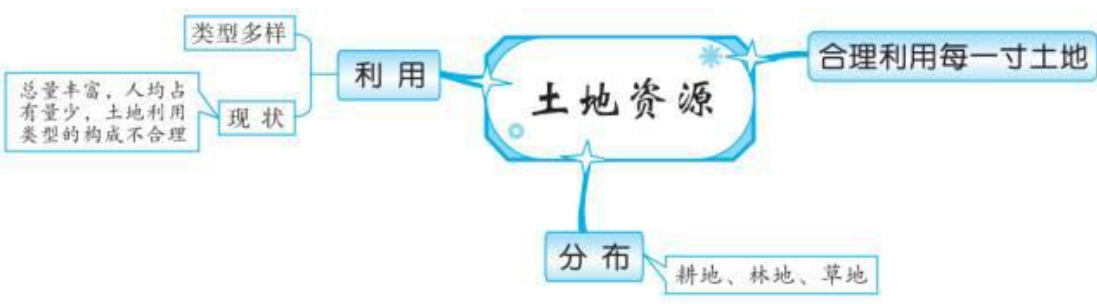 土地资源
利用
类型多样
现状
总量丰富，人均占
有量少，土地利用
类型的构成不合理
分布
耕地、林地、草地
合理利用每一寸土地